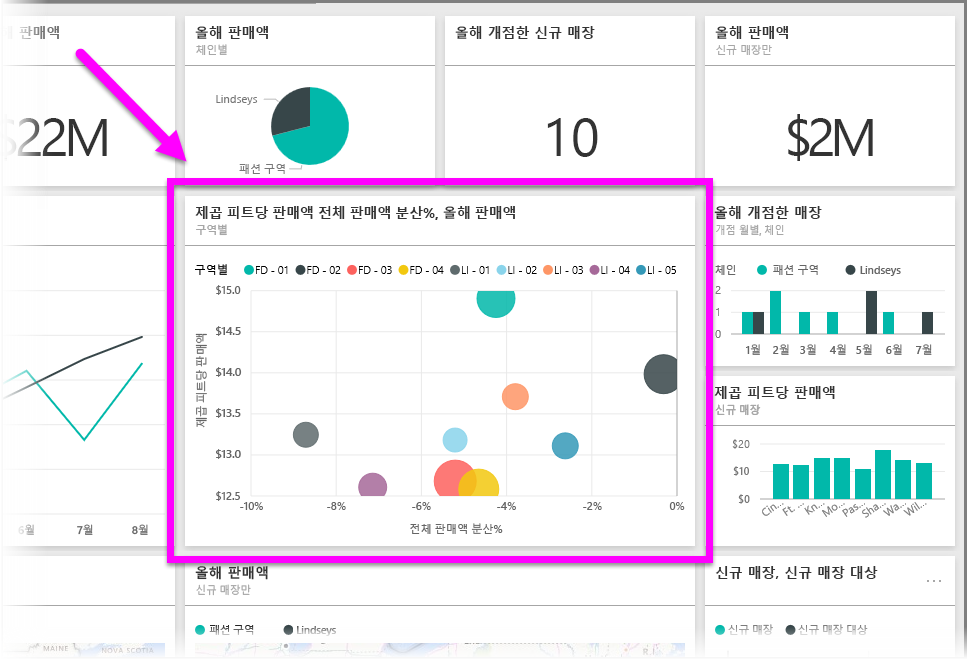 판매액
$22M
올해 판매액
체인별
Lindseys
패션 구역
올해 개점한 신규 매장
10
올해 판매액
신규 매장만
$2M
6월 7월 8월
제곱 피트당 판매액 전체 판매액 분산%, 올해 판매액
구역별
구역별 FD - 01 FD - 02 FD - 03 FD - 04 LI - 01 LI - 02 LI - 03 LI - 04 LI - 05
제곱 피트당 판매액
$15.0
$14.5
$14.0
$13.5
$13.0
$12.5
-10% -8% -6% -4% -2% 0%
전체 판매액 분산%
올해 개점한 매장
개점 월별, 체인
체인 패션 구역 Lindseys
2
1
0
1월 2월 3월 4월 5월 6월 7월
제곱 피트당 판매액
신규 매장
$20
$10
$0
Cin... Ft. ... Kn... Mo... Pas... Sha... Wa... Wil...
올해 판매액
신규 매장만
패션 구역 Lindseys
신규 매장, 신규 매장 대상
...
신규 매장 신규 매장 대상
MAINE
NOVA SCOTIA